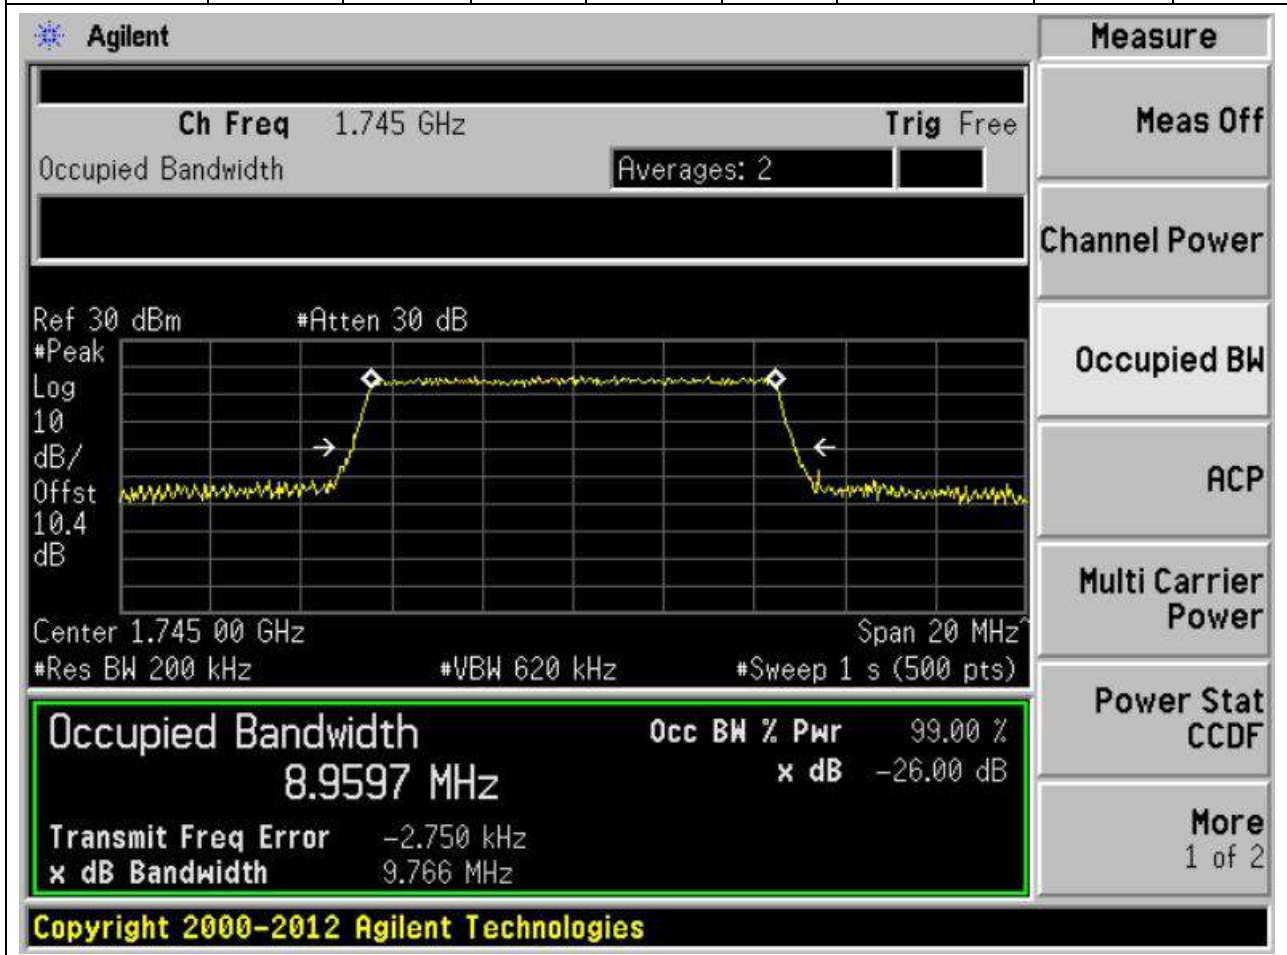 Agilent
Measure
Ch Freq 1.745 GHz Trig Free
Occupied Bandwidth Averages: 2
Meas Off
Channel Power
Occupied BW
ACP
Multi Carrier
Power
Power Stat
CCDF
More
1 of 2
Ref 30 dBm #Atten 30 dB
#Peak
Log
10
dB/
Offst
10.4
dB
Center 1.745 00 GHz Span 20 MHz^
#Res BW 200 kHz #VBW 620 kHz #Sweep 1 s (500 pts)
Occupied Bandwidth Occ BW % Pwr 99.00 %
8.9597 MHz x dB -26.00 dB
Transmit Freq Error -2.750 kHz
x dB Bandwidth 9.766 MHz
Copyright 2000-2012 Agilent Technologies